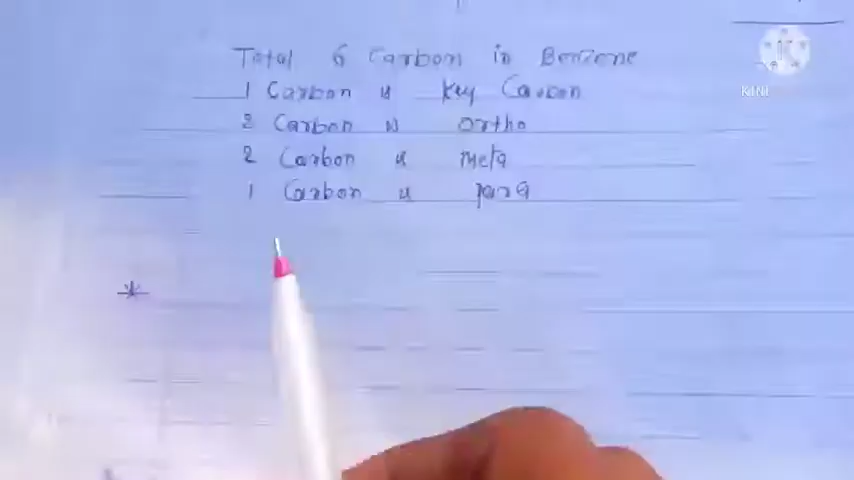 Total 6 Carbon in Benzene
1 Carbon is Key Carbon
2 Carbon is ortho
2 Carbon is meta
1 Carbon is para
*